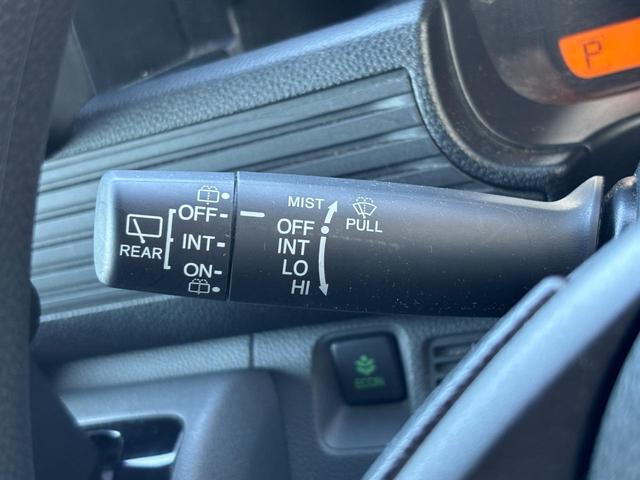 P
MIST
OFF
OFF
PULL
INT
INT
REAR
LO
ON
HI
ECON